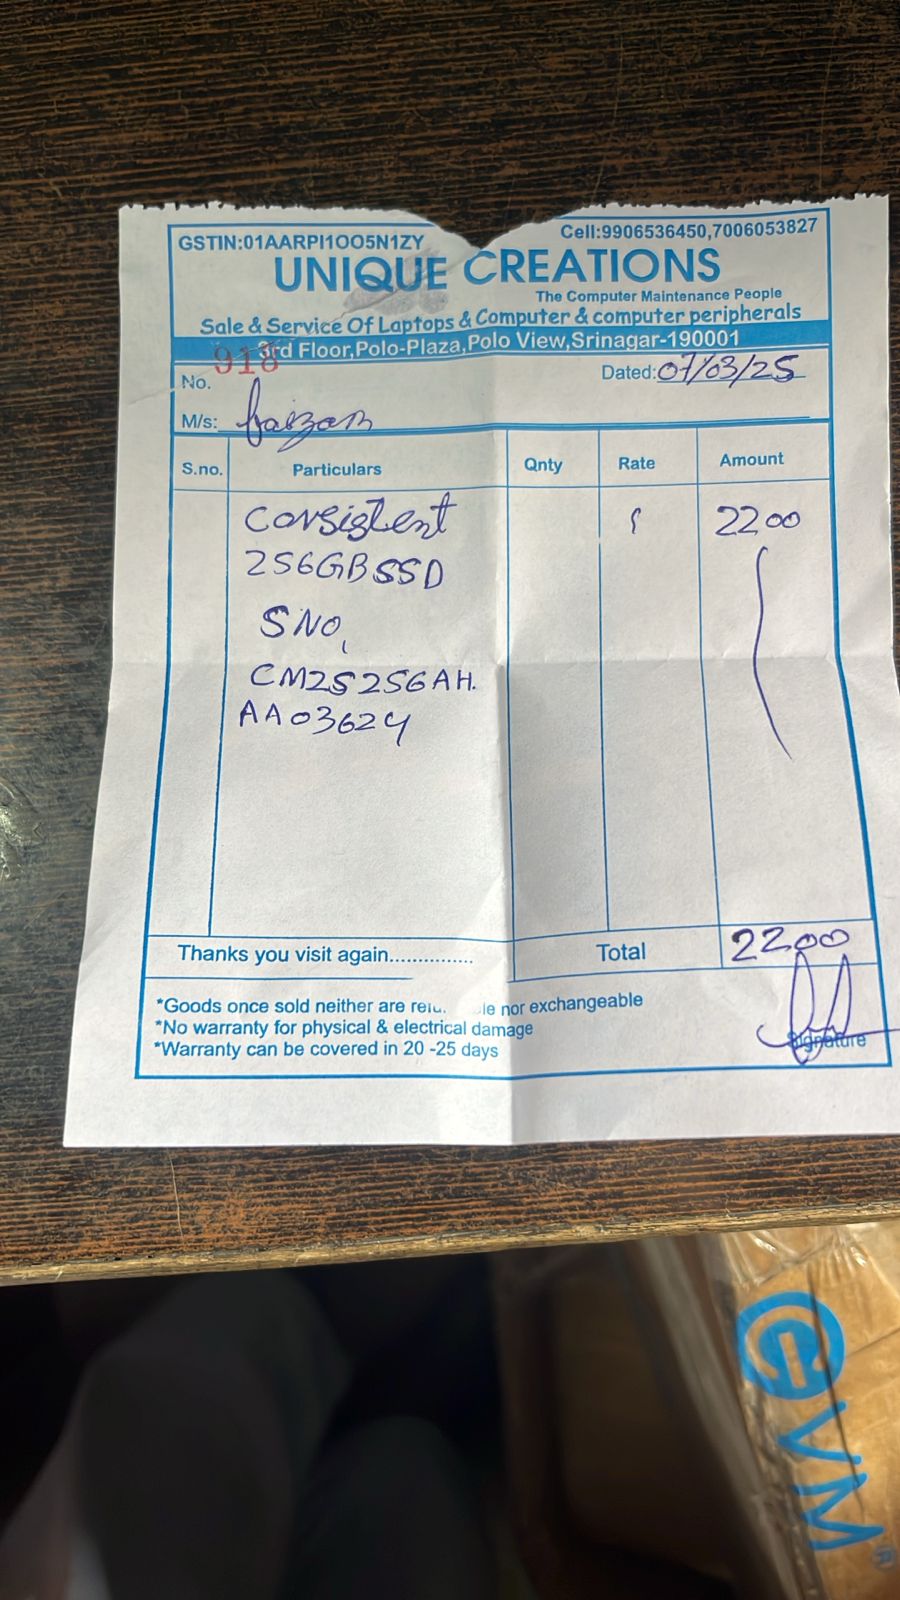 GSTIN:01AARPI1OO5N1ZY
Cell:9906536450,7006053827
UNIQUE CREATIONS
The Computer Maintenance People
Sale & Service Of Laptops & Computer & computer peripherals
3rd Floor,Polo-Plaza,Polo View,Srinagar-190001
No. 918
Dated:07/03/25
M/s: faizan
S.no. Particulars Qnty Rate Amount
Consistent 2200
256GB SSD
SNO,
CM25256AH.
AA03624
Thanks you visit again............... Total 2200
*Goods once sold neither are nor exchangeable
*No warranty for physical & electrical damage
*Warranty can be covered in 20 -25 days
Signature
EVM®